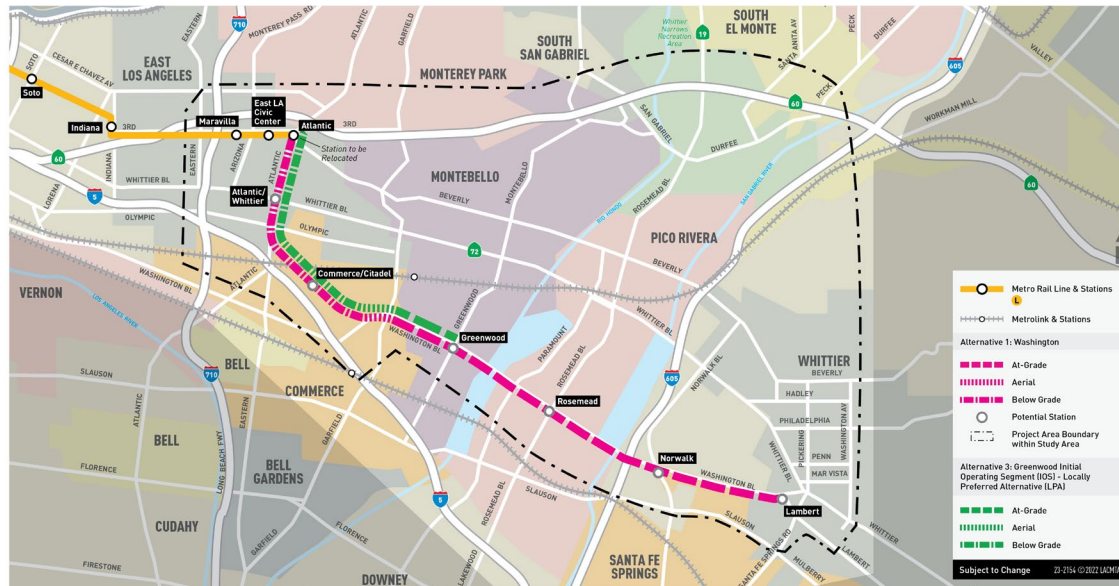 EASTERN
710
MONTEREY PASS RD
ATLANTIC
GARFIELD
SOTO
CESAR E CHAVEZ AV
EAST
LOS ANGELES
MONTEREY PARK
SOUTH
SAN GABRIEL
Whittier
Narrows
Recreation
Area
19
SOUTH
EL MONTE
SANTA ANITA AV
PECK
DURFEE
VALLEY
605
Soto
Indiana
3RD
Maravilla
East LA
Civic
Center
Atlantic
3RD
60
PECK
WORKMAN MILL
SAN GABRIEL
DURFEE
60
LORENA
INDIANA
EASTERN
ARIZONA
ATLANTIC
Station to be
Relocated
WHITTIER BL
MONTEBELLO
MONTEBELLO
ROSEMEAD BL
SAN GABRIEL RIVER
60
5
OLYMPIC
Atlantic/
Whittier
WHITTIER BL
BEVERLY
RIO HONDO
OLYMPIC
72
PICO RIVERA
BEVERLY
VERNON
WASHINGTON BL
ATLANTIC
Commerce/Citadel
LOS ANGELES RIVER
GREENWOOD
WASHINGTON BL
Greenwood
WHITTIER BL
PARAMOUNT
ROSEMEAD BL
NORWALK BL
605
WHITTIER
BEVERLY
HADLEY
PHILADELPHIA
PICKERING
PENN
WASHINGTON AV
MAR VISTA
WHITTIER BL
BELL
710
SLAUSON
COMMERCE
ATLANTIC
EASTERN
GARFIELD
Rosemead
BELL
Norwalk
WASHINGTON BL
Lambert
FLORENCE
LONG BEACH FWY
BELL
GARDENS
SLAUSON
SLAUSON
5
ROSEMEAD BL
WHITTIER
CUDAHY
GARFIELD
FLORENCE
LAMBERT
MULBERRY
SANTA FE SPRINGS RD
SANTA FE
SPRINGS
FIRESTONE
DOWNEY
LAKEWOOD
Metro Rail Line & Stations
L
Metrolink & Stations
Alternative 1: Washington
At-Grade
Aerial
Below Grade
Potential Station
Project Area Boundary
within Study Area
Alternative 3: Greenwood Initial
Operating Segment (IOS) - Locally
Preferred Alternative (LPA)
At-Grade
Aerial
Below Grade
Subject to Change